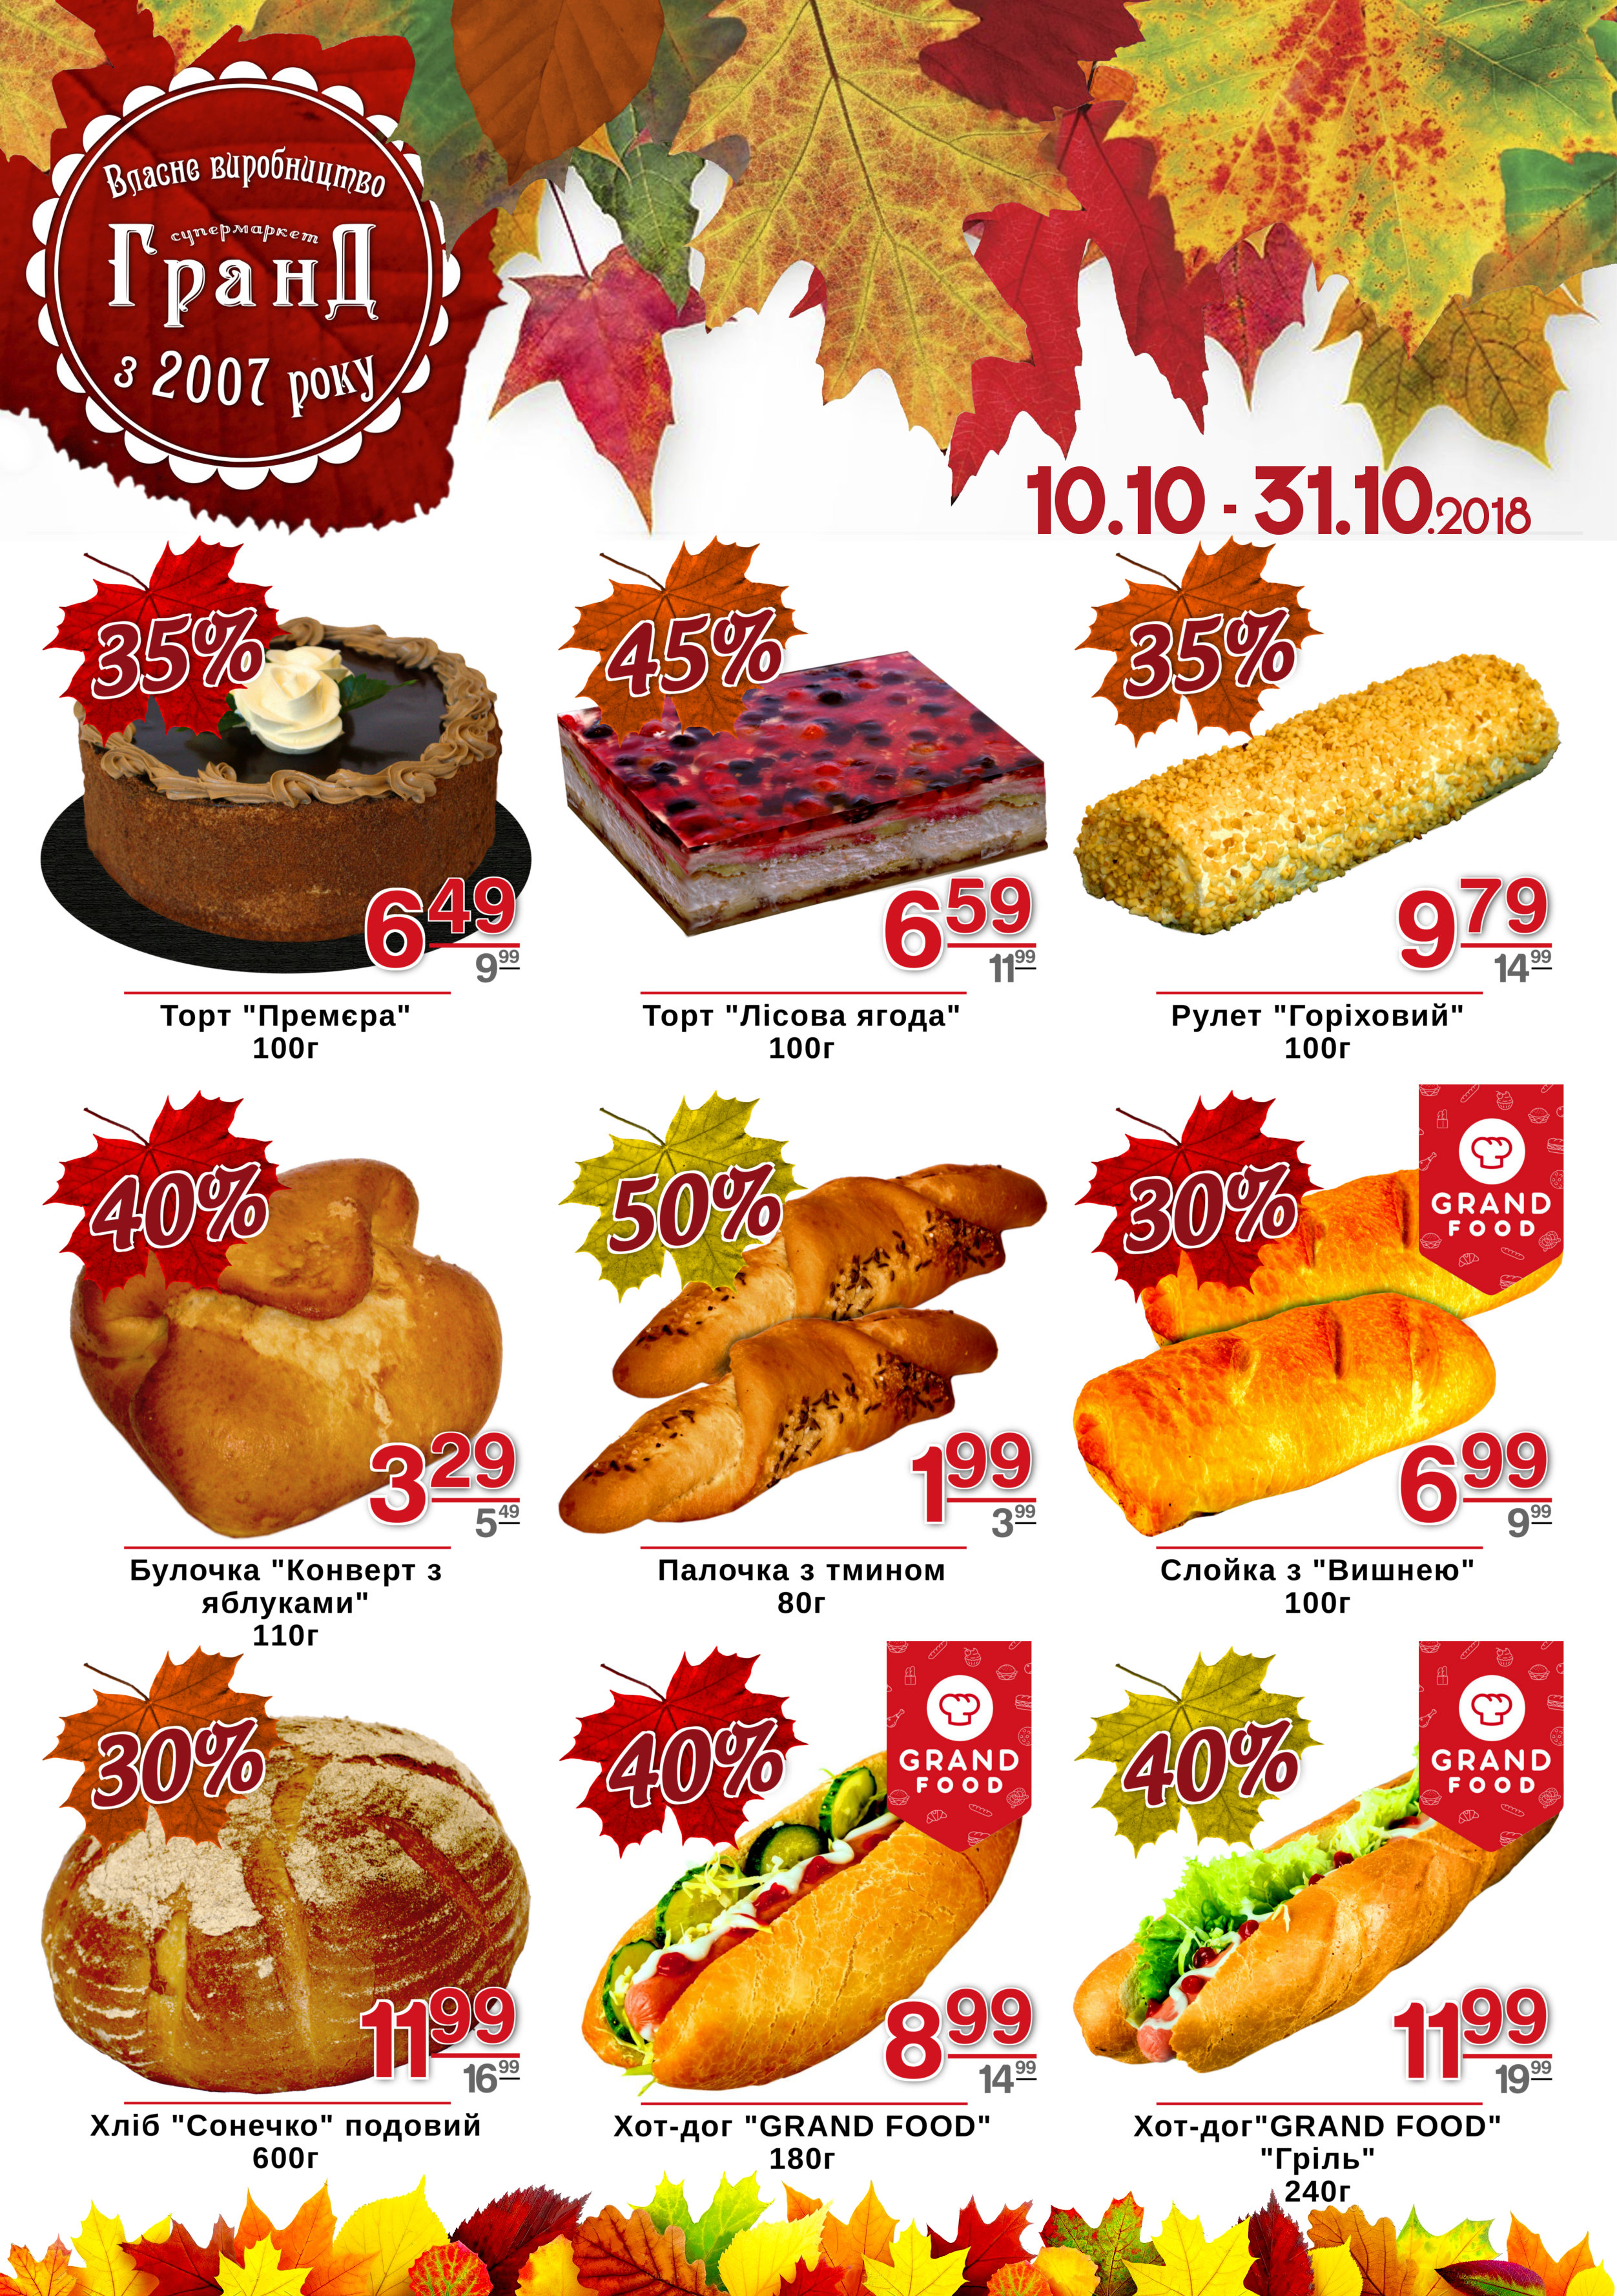 Власне виробництво
супермаркет
ГранД
з 2007 року
10.10 - 31.10.2018
35%
6 49
9 99
Торт "Премєра"
100г
45%
6 59
11 99
Торт "Лісова ягода"
100г
35%
9 79
14 99
Рулет "Горіховий"
100г
40%
3 29
5 49
Булочка "Конверт з
яблуками"
110г
50%
1 99
3 99
Палочка з тмином
80г
30%
GRAND
FOOD
6 99
9 99
Слойка з "Вишнею"
100г
30%
11 99
16 99
Хліб "Сонечко" подовий
600г
40%
GRAND
FOOD
8 99
14 99
Хот-дог "GRAND FOOD"
180г
40%
GRAND
FOOD
11 99
19 99
Хот-дог"GRAND FOOD"
"Гріль"
240г